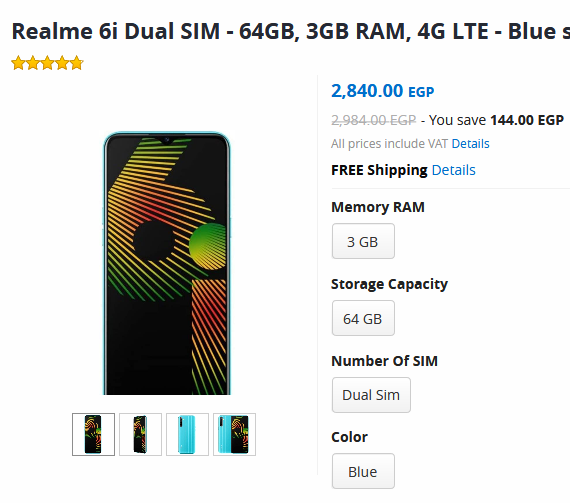 Realme 6i Dual SIM - 64GB, 3GB RAM, 4G LTE - Blue s
2,840.00 EGP
2,984.00 EGP - You save 144.00 EGP
All prices include VAT Details
FREE Shipping Details
Memory RAM
3 GB
Storage Capacity
64 GB
Number Of SIM
Dual Sim
Color
Blue